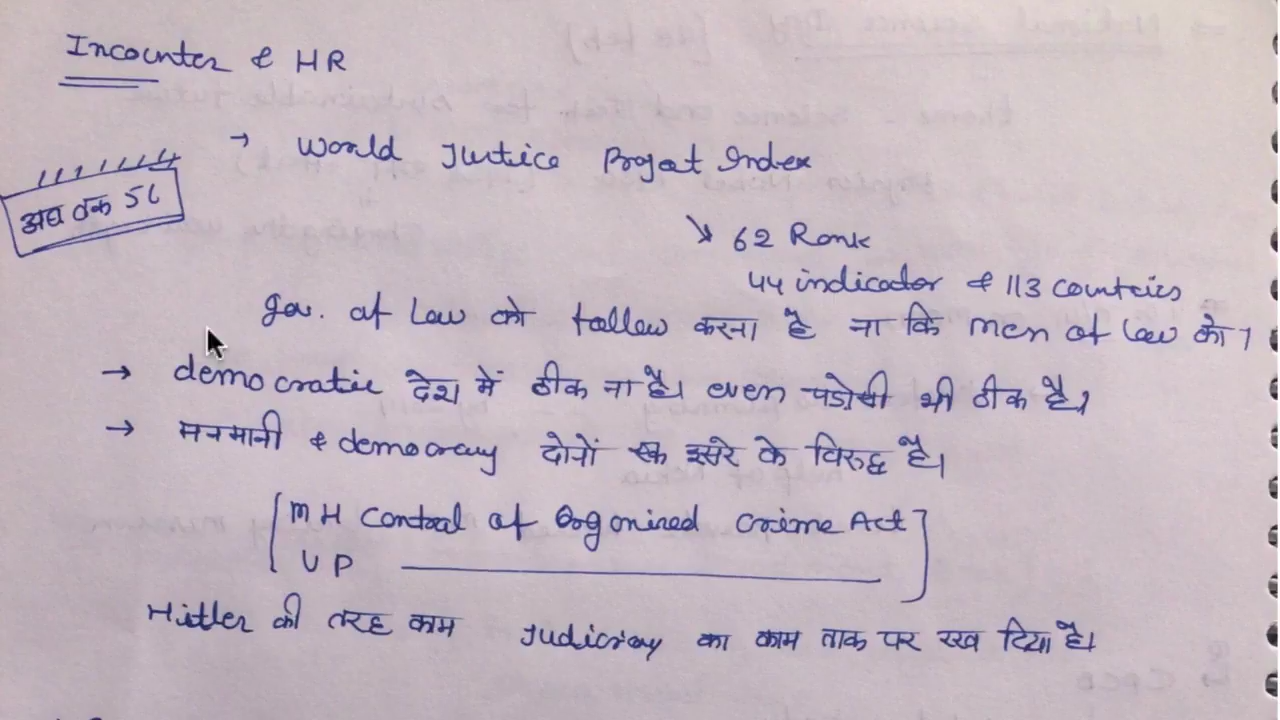 Incounter & HR
→ World Justice Projat Index
अब तक 56
↘ 62 Rank
44 indicator & 113 countries
gov. of Law को follow करना है ना कि men of law को।
→ democratic देश में ठीक ना है। even पडोसी भी ठीक है।
→ मनमानी & democracy दोनों एक दूसरे के विरुद्ध है।
MH Control of Organized Crime Act
UP ———
Hitler की तरह काम Judiciray का काम ताक पर रख दिया है।